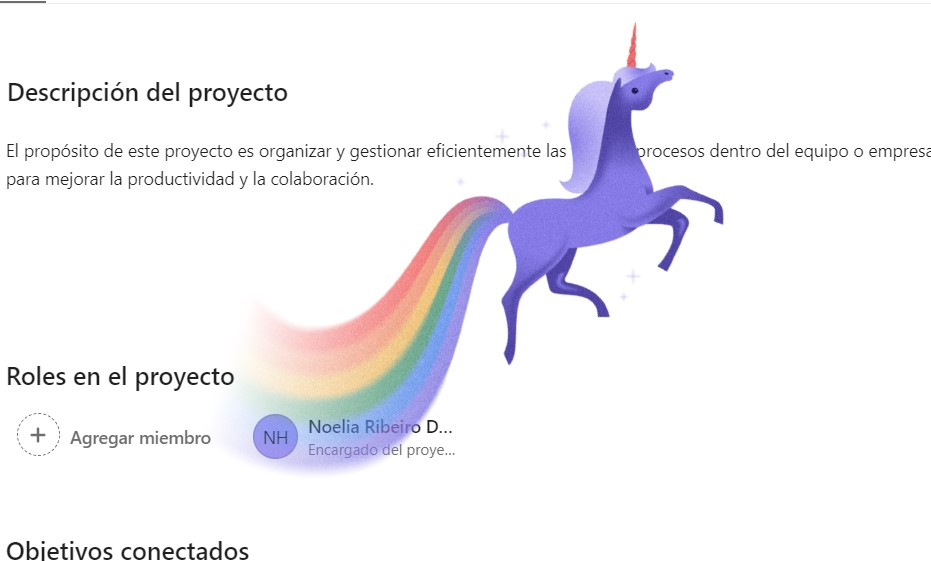 Descripción del proyecto
El propósito de este proyecto es organizar y gestionar eficientemente las procesos dentro del equipo o empresa
para mejorar la productividad y la colaboración.
Roles en el proyecto
Agregar miembro
NH
Noelia Ribeiro D...
Encargado del proye...
Objetivos conectados